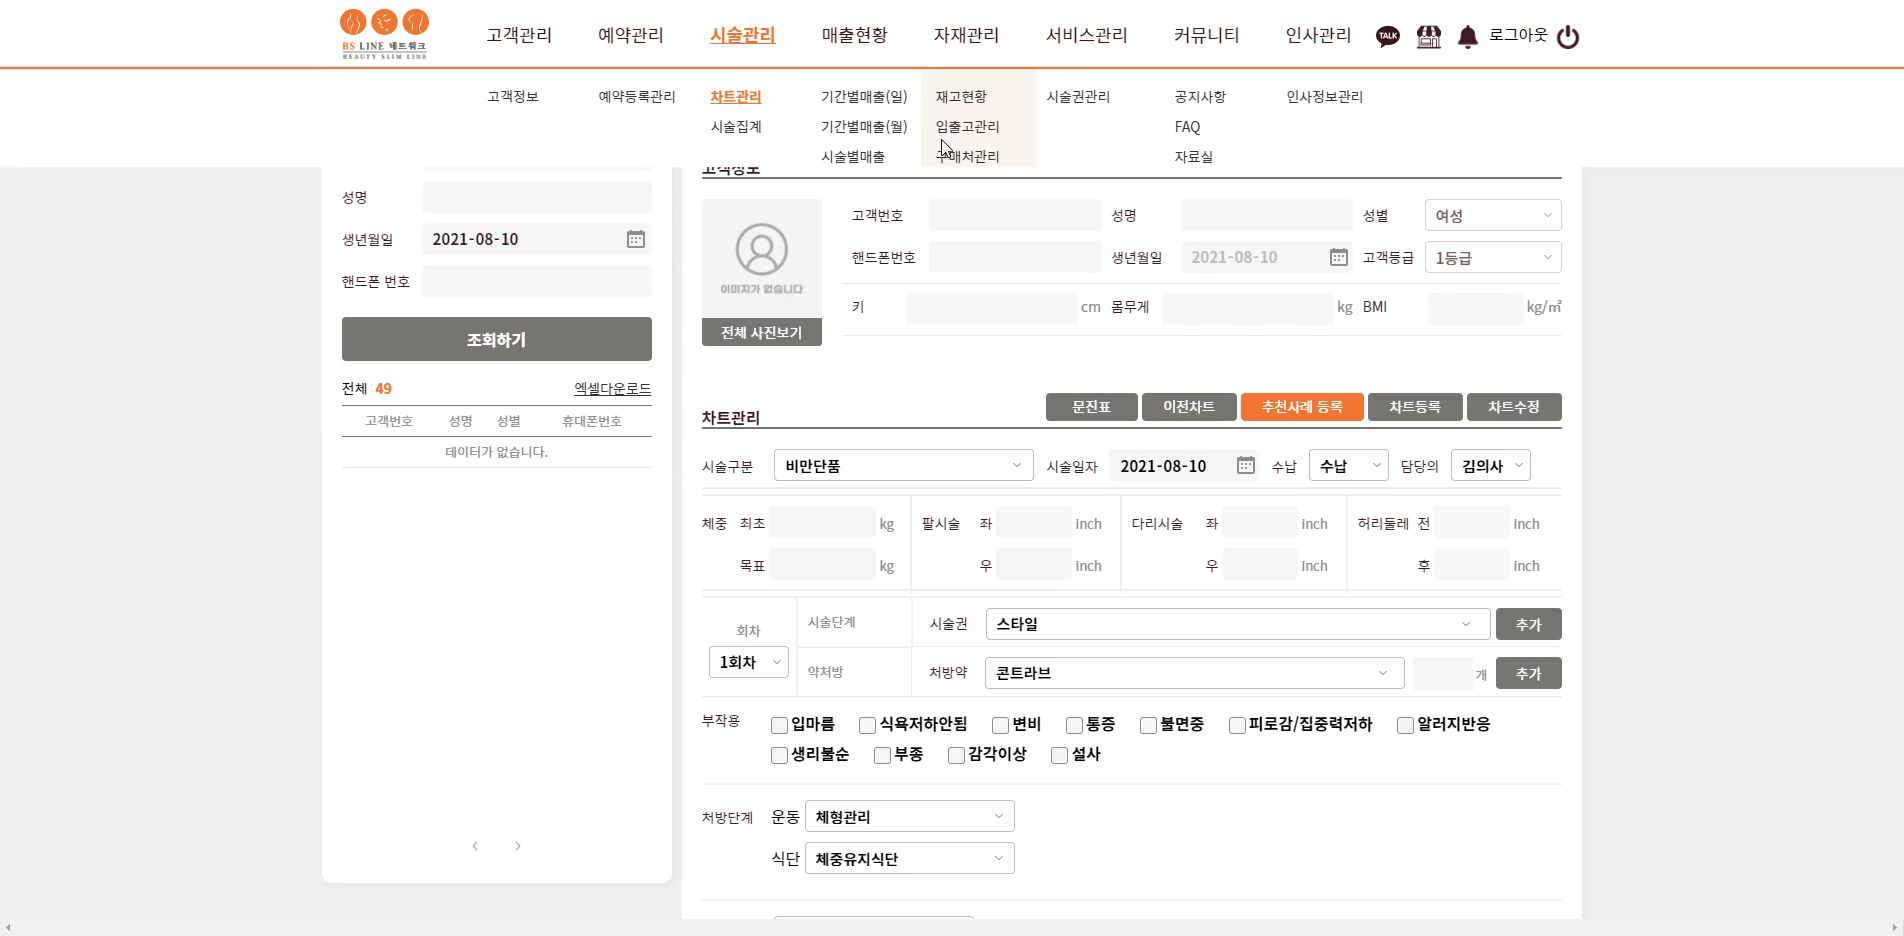 BS LINE 네트워크
BEAUTY SLIM LINE
고객관리 예약관리 시술관리 매출현황 자재관리 서비스관리 커뮤니티 인사관리 TALK 로그아웃
고객정보 예약등록관리 차트관리 기간별매출(일) 재고현황 시술권관리 공지사항 인사정보관리
시술집계 기간별매출(월) 입출고관리 FAQ
시술별매출 구매처관리 자료실
성명
생년월일 2021-08-10
핸드폰 번호
조회하기
전체 49 엑셀다운로드
고객번호 성명 성별 휴대폰번호
데이터가 없습니다.
고객정보
이미지가 없습니다
전체 사진보기
고객번호 성명 성별 여성
핸드폰번호 생년월일 2021-08-10 고객등급 1등급
키 cm 몸무게 kg BMI kg/㎡
차트관리 문진표 이전차트 추천사례 등록 차트등록 차트수정
시술구분 비만단품 시술일자 2021-08-10 수납 수납 담당의 김의사
체중 최초 kg 팔시술 좌 inch 다리시술 좌 inch 허리둘레 전 inch
목표 kg 우 inch 우 inch 후 inch
회차 시술단계 시술권 스타일 추가
1회차 약처방 처방약 콘트라브 개 추가
부작용 입마름 식욕저하안됨 변비 통증 불면중 피로감/집중력저하 알러지반응
생리불순 부종 감각이상 설사
처방단계 운동 체형관리
식단 체중유지식단